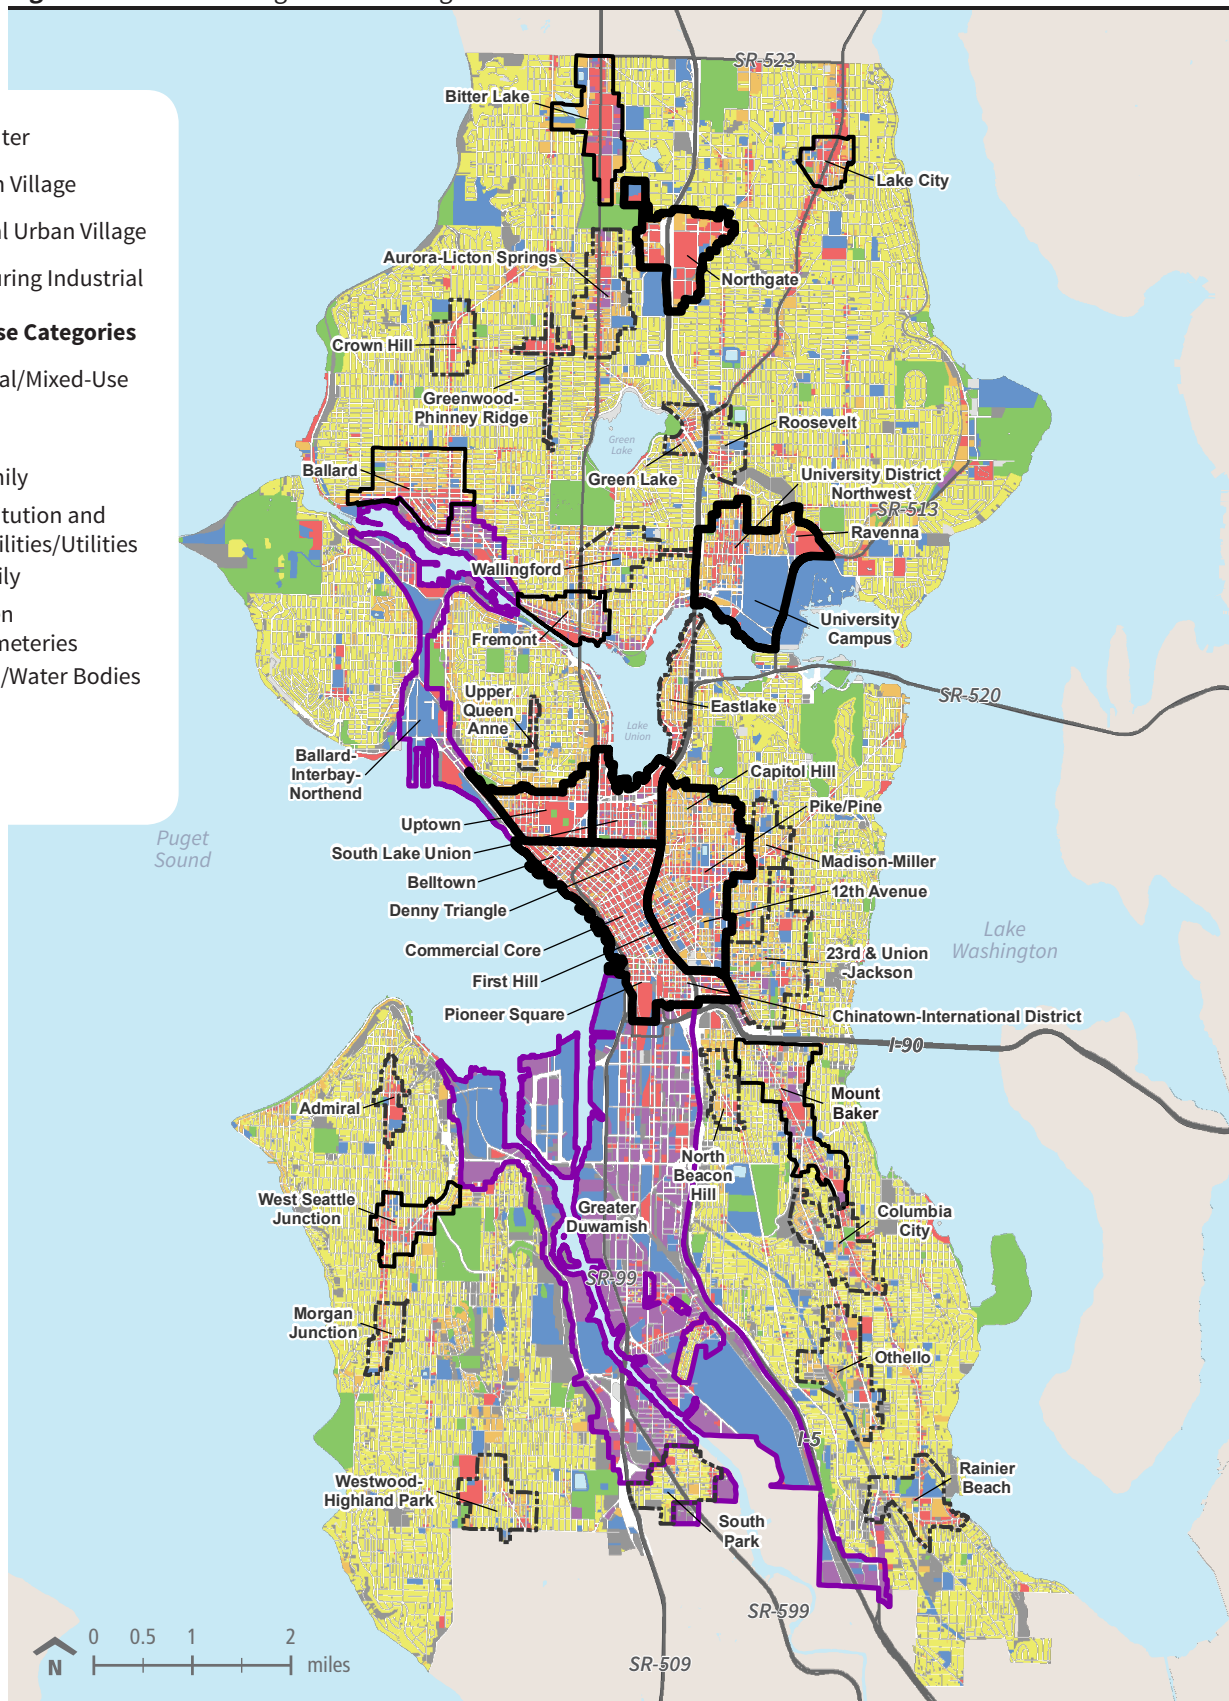 Bitter Lake
SR-523
Lake City
ter
n Village
al Urban Village
uring Industrial
se Categories
al/Mixed-Use
ily
itution and
ilities/Utilities
ily
on
meteries
/Water Bodies
Aurora-Licton Springs
Northgate
Crown Hill
Greenwood-
Phinney Ridge
Green
Lake
Roosevelt
Ballard
Green Lake
University District
Northwest
SR-513
Ravenna
Wallingford
Fremont
University
Campus
Upper
Queen
Anne
Eastlake
SR-520
Lake
Union
Ballard-
Interbay-
Northend
Capitol Hill
Pike/Pine
Uptown
Puget
Sound
South Lake Union
Madison-Miller
Belltown
12th Avenue
Denny Triangle
Commercial Core
23rd & Union
-Jackson
Lake
Washington
First Hill
Pioneer Square
Chinatown-International District
I-90
Admiral
Mount
Baker
North
Beacon
Hill
West Seattle
Junction
Greater
Duwamish
Columbia
City
SR-99
Morgan
Junction
Othello
I-5
Westwood-
Highland Park
Rainier
Beach
South
Park
SR-599
0 0.5 1 2
miles
N
SR-509